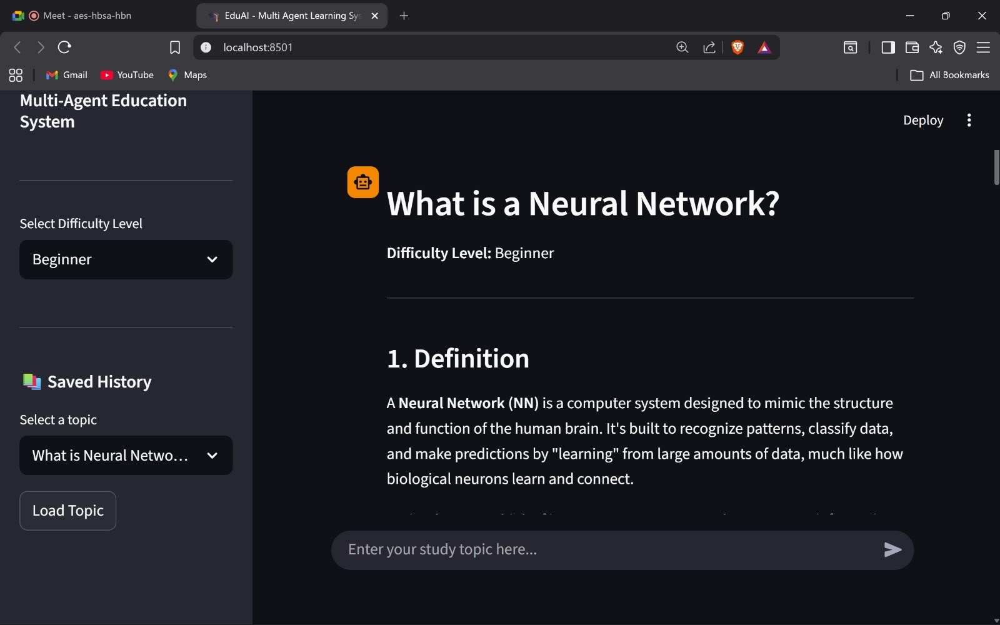 Meet - aes-hbsa-hbn
EduAI - Multi Agent Learning Sys
localhost:8501
Gmail
YouTube
Maps
All Bookmarks
Multi-Agent Education
System
Select Difficulty Level
Beginner
📚 Saved History
Select a topic
What is Neural Netwo...
Load Topic
Deploy
What is a Neural Network?
Difficulty Level: Beginner
1. Definition
A Neural Network (NN) is a computer system designed to mimic the structure
and function of the human brain. It's built to recognize patterns, classify data,
and make predictions by "learning" from large amounts of data, much like how
biological neurons learn and connect.
Enter your study topic here...